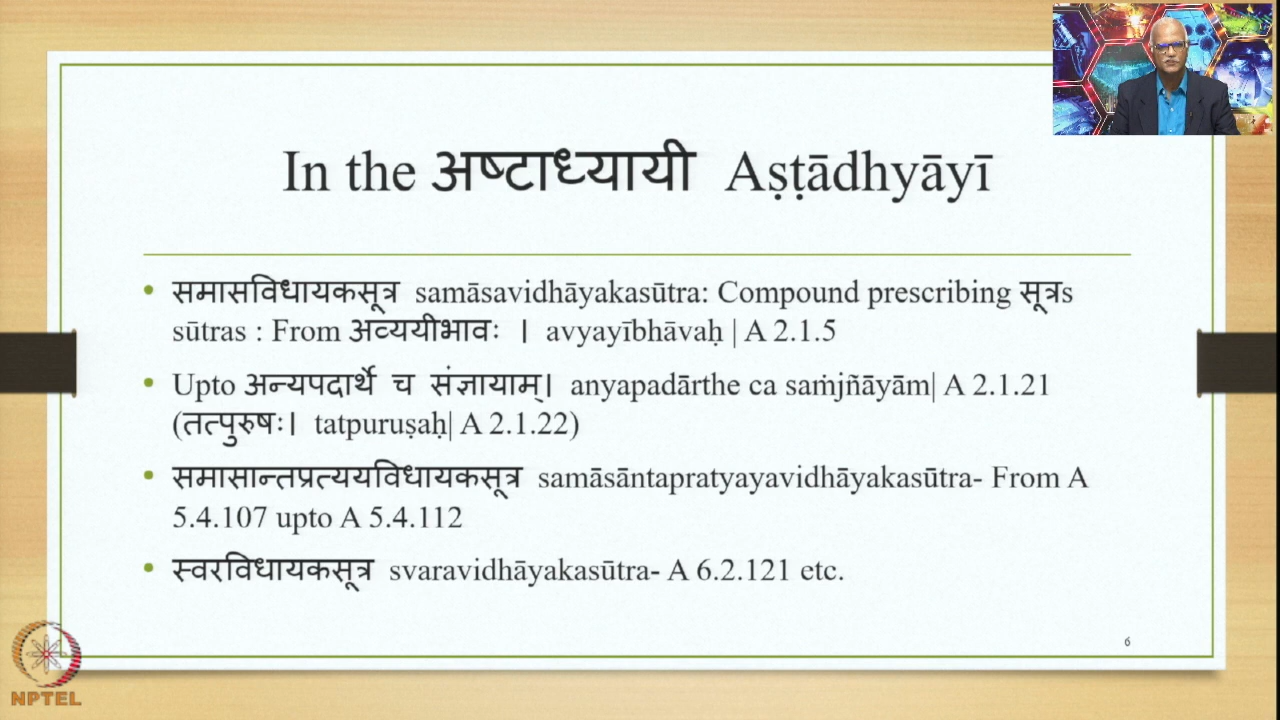 In the अष्टाध्यायी Aṣṭādhyāyī
• समासविधायकसूत्र samāsavidhāyakasūtra: Compound prescribing सूत्रs
sūtras : From अव्ययीभावः । avyayībhāvaḥ | A 2.1.5
• Upto अन्यपदार्थे च संज्ञायाम्। anyapadārthe ca saṁjñāyām| A 2.1.21
(तत्पुरुषः। tatpuruṣaḥ| A 2.1.22)
• समासान्तप्रत्ययविधायकसूत्र samāsāntapratyayavidhāyakasūtra- From A
5.4.107 upto A 5.4.112
• स्वरविधायकसूत्र svaravidhāyakasūtra- A 6.2.121 etc.
6
NPTEL